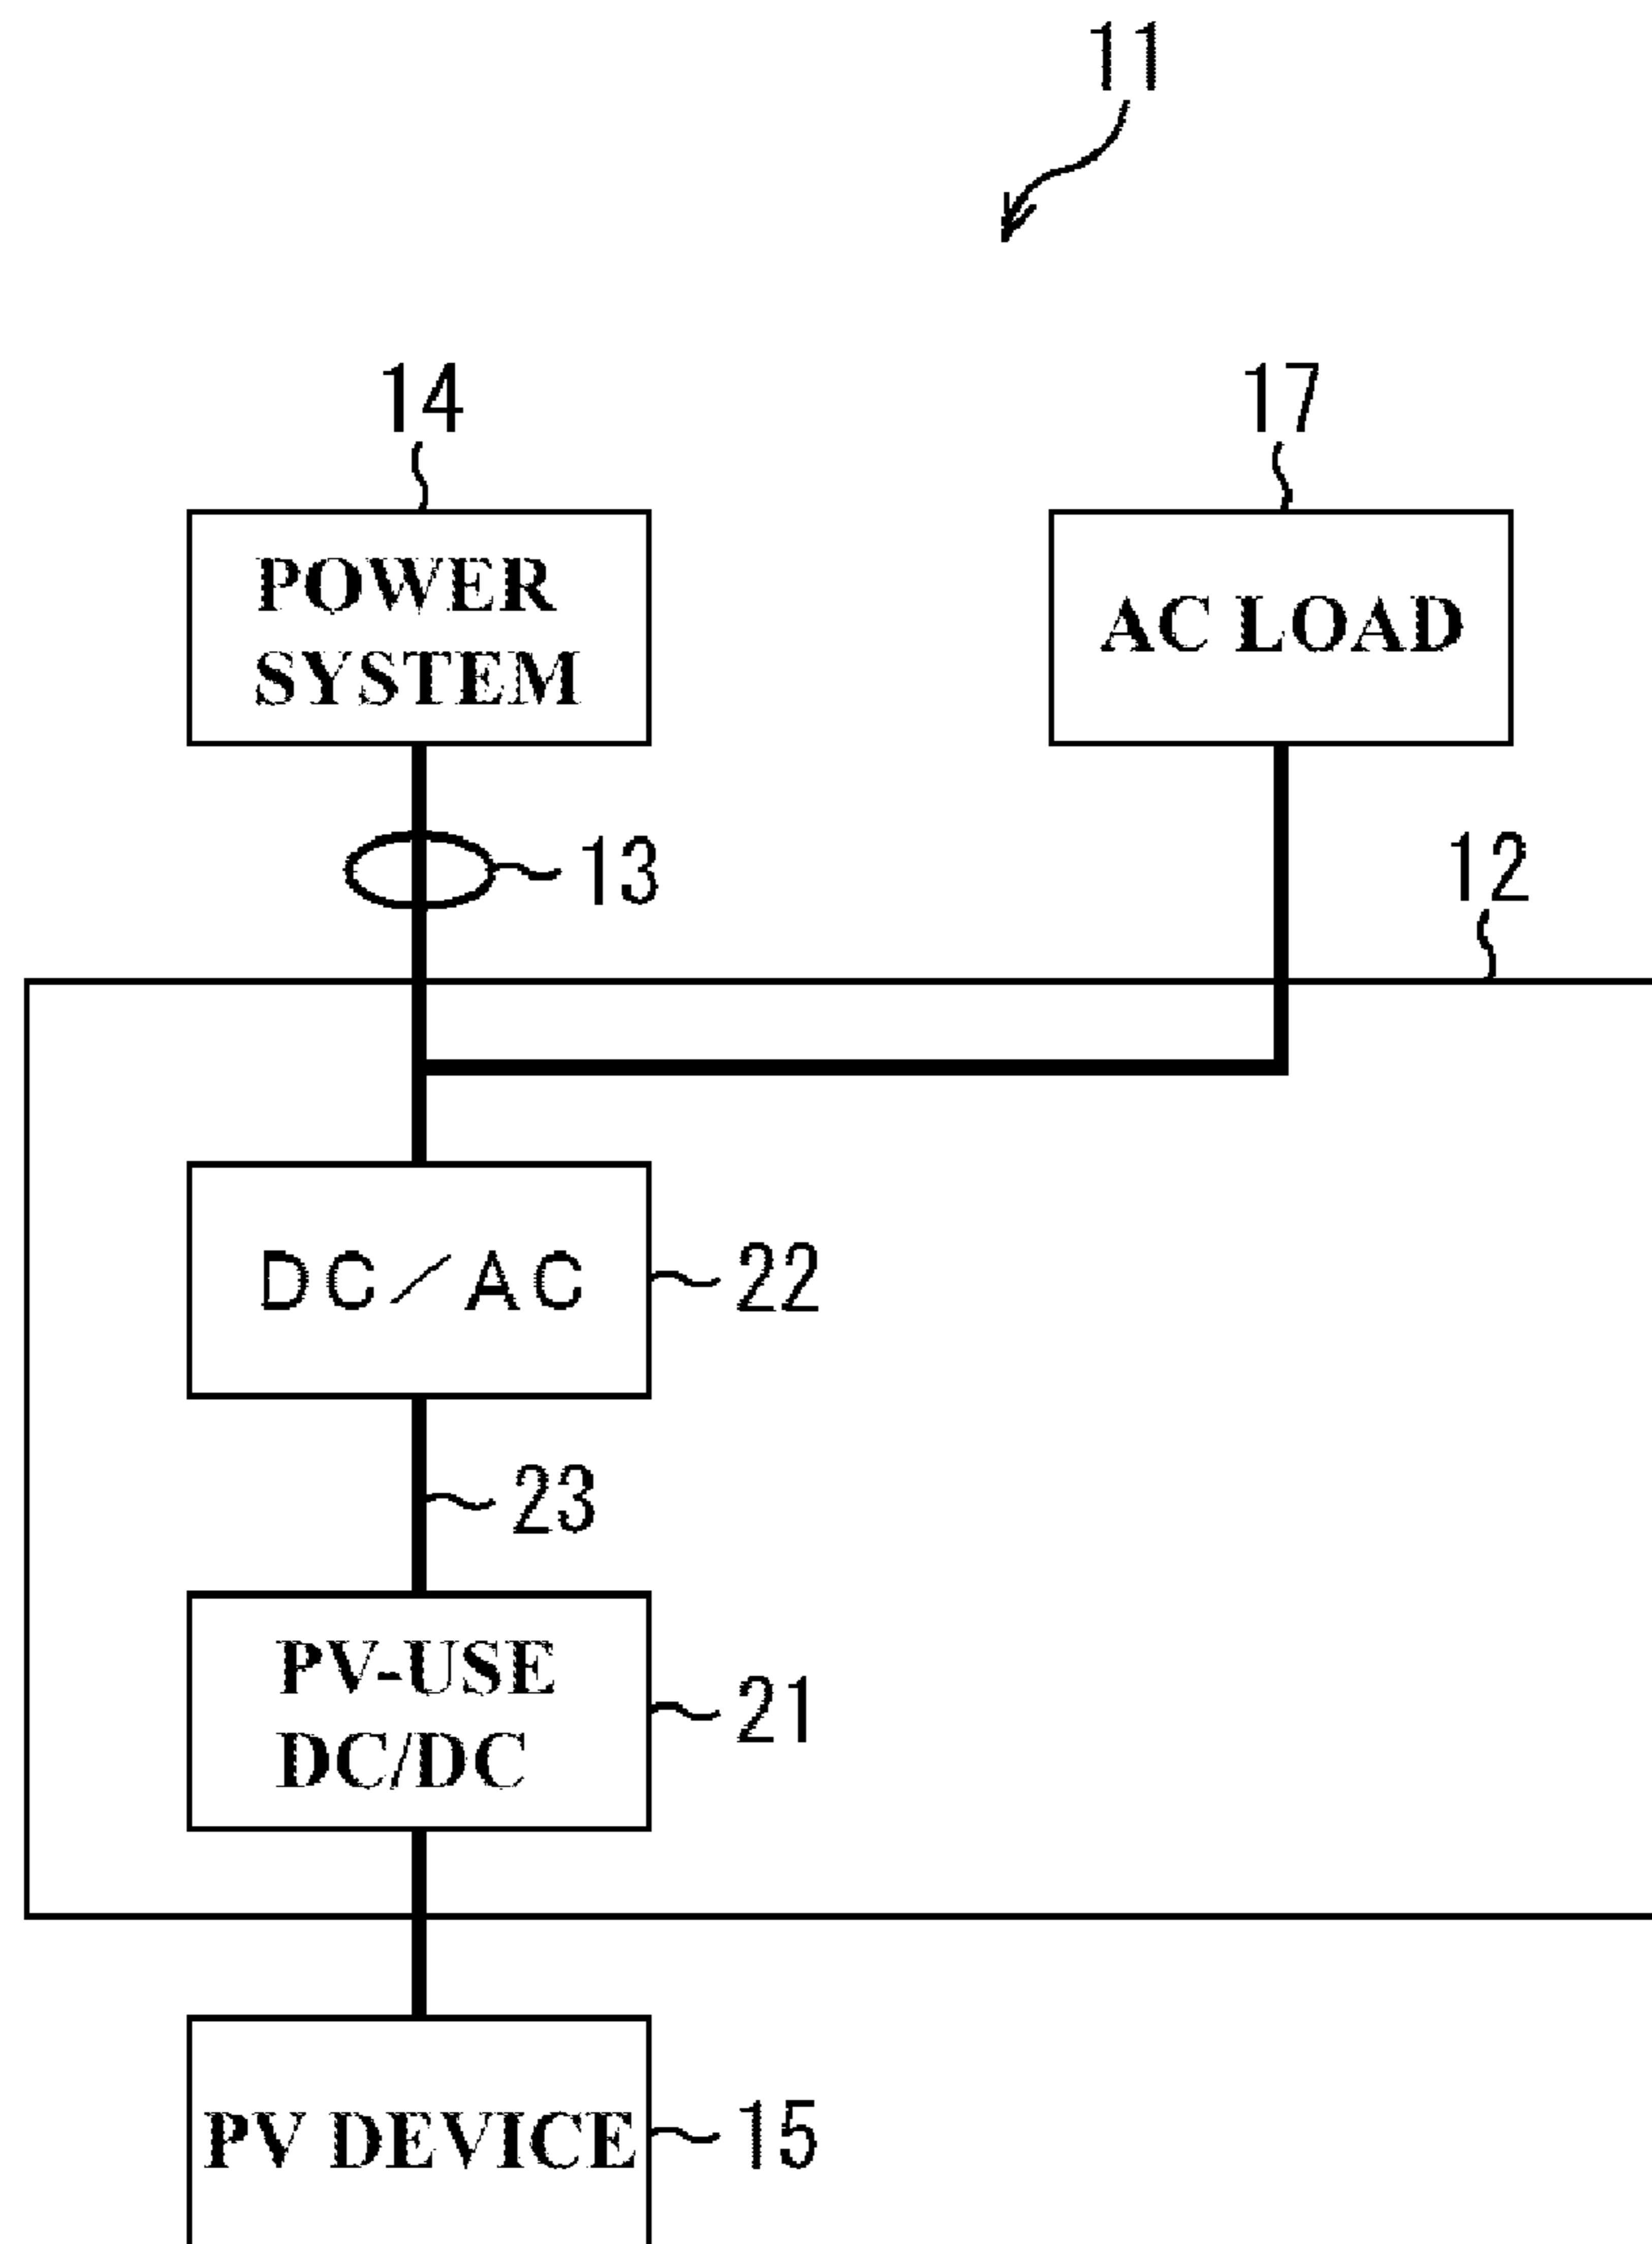 11
14
17
POWER
SYSTEM
AC LOAD
13
12
DC／AC
22
23
PV-USE
DC/DC
21
PV DEVICE
15